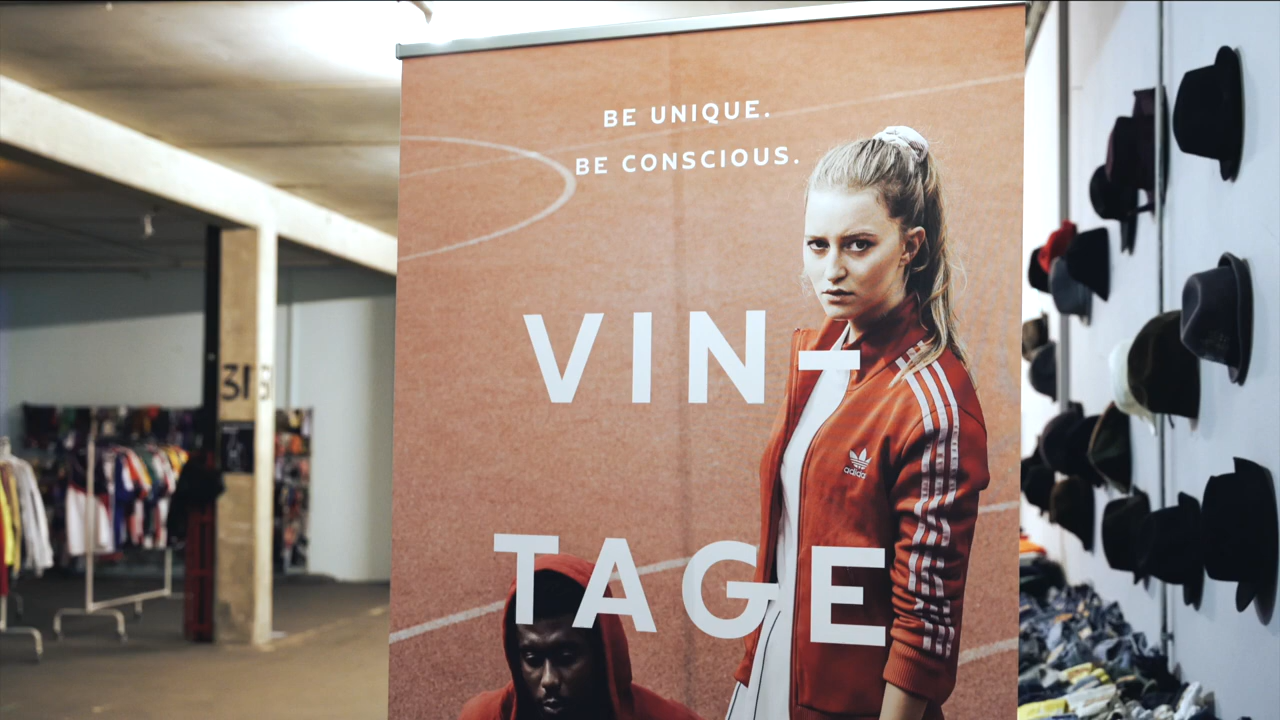 BE UNIQUE.
BE CONSCIOUS.
VIN-
TAGE
adidas